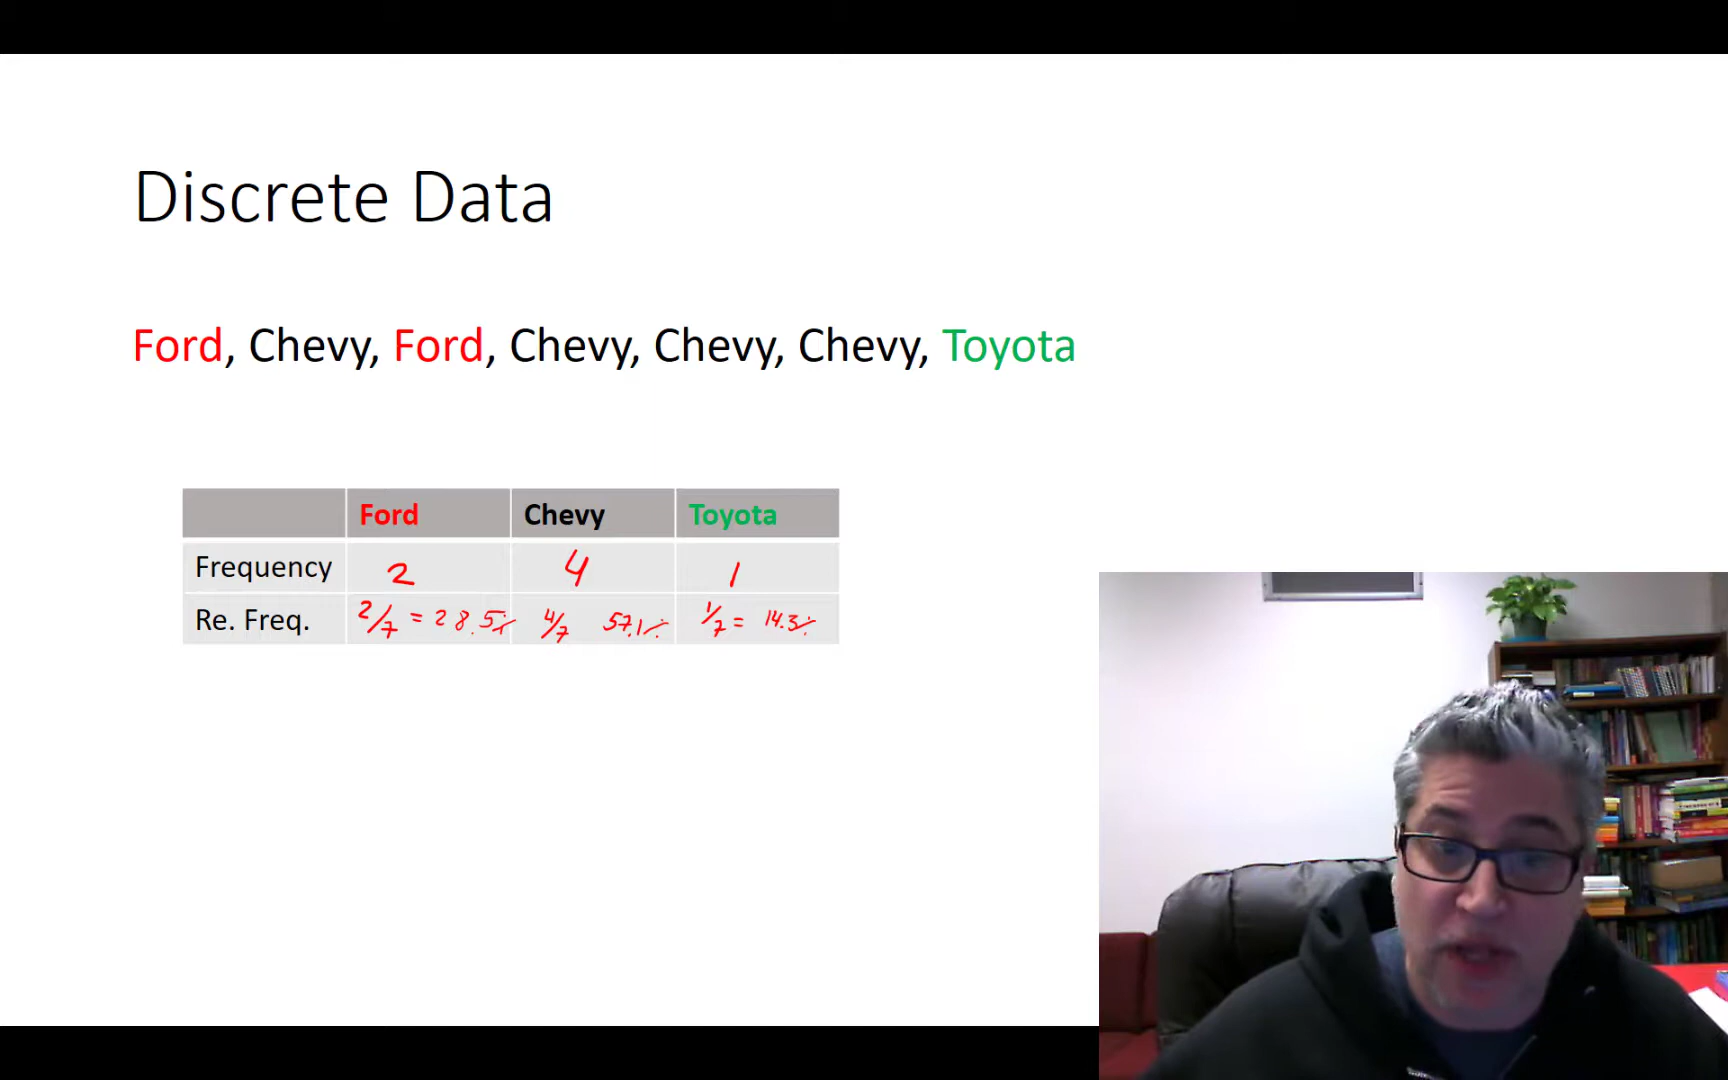 Discrete Data
Ford, Chevy, Ford, Chevy, Chevy, Chevy, Toyota
Ford Chevy Toyota
Frequency 2 4 1
Re. Freq. 2/7 = 28.5% 4/7 57.1% 1/7 = 14.3%